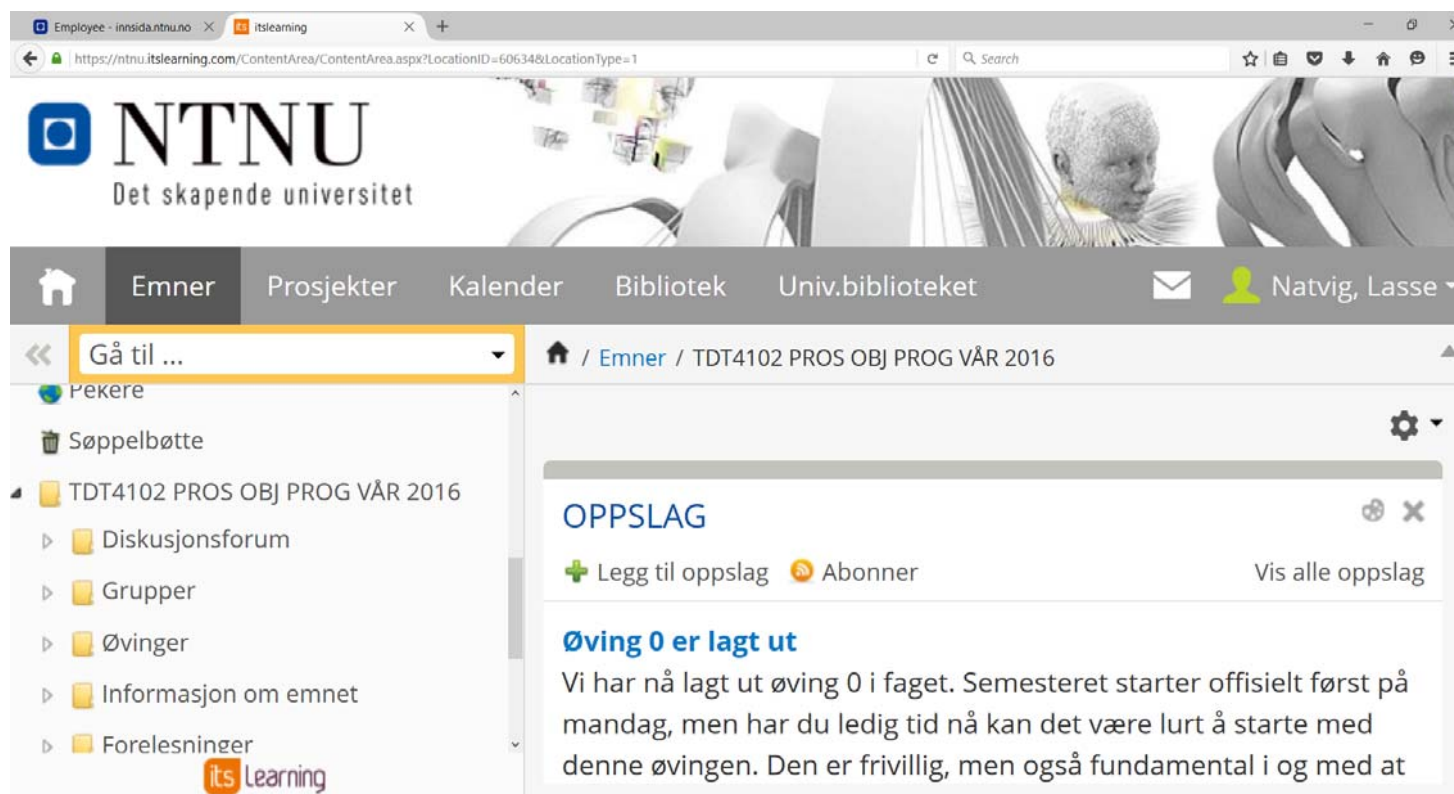 Employee - innsida.ntnu.no
itslearning
https://ntnu.itslearning.com/ContentArea/ContentArea.aspx?LocationID=60634&LocationType=1
Search
NTNU
Det skapende universitet
Emner Prosjekter Kalender Bibliotek Univ.biblioteket Natvig, Lasse
Gå til ...
/ Emner / TDT4102 PROS OBJ PROG VÅR 2016
Pekere
Søppelbøtte
TDT4102 PROS OBJ PROG VÅR 2016
Diskusjonsforum
Grupper
Øvinger
Informasjon om emnet
Forelesninger
its Learning
OPPSLAG
Legg til oppslag Abonner Vis alle oppslag
Øving 0 er lagt ut
Vi har nå lagt ut øving 0 i faget. Semesteret starter offisielt først på
mandag, men har du ledig tid nå kan det være lurt å starte med
denne øvingen. Den er frivillig, men også fundamental i og med at